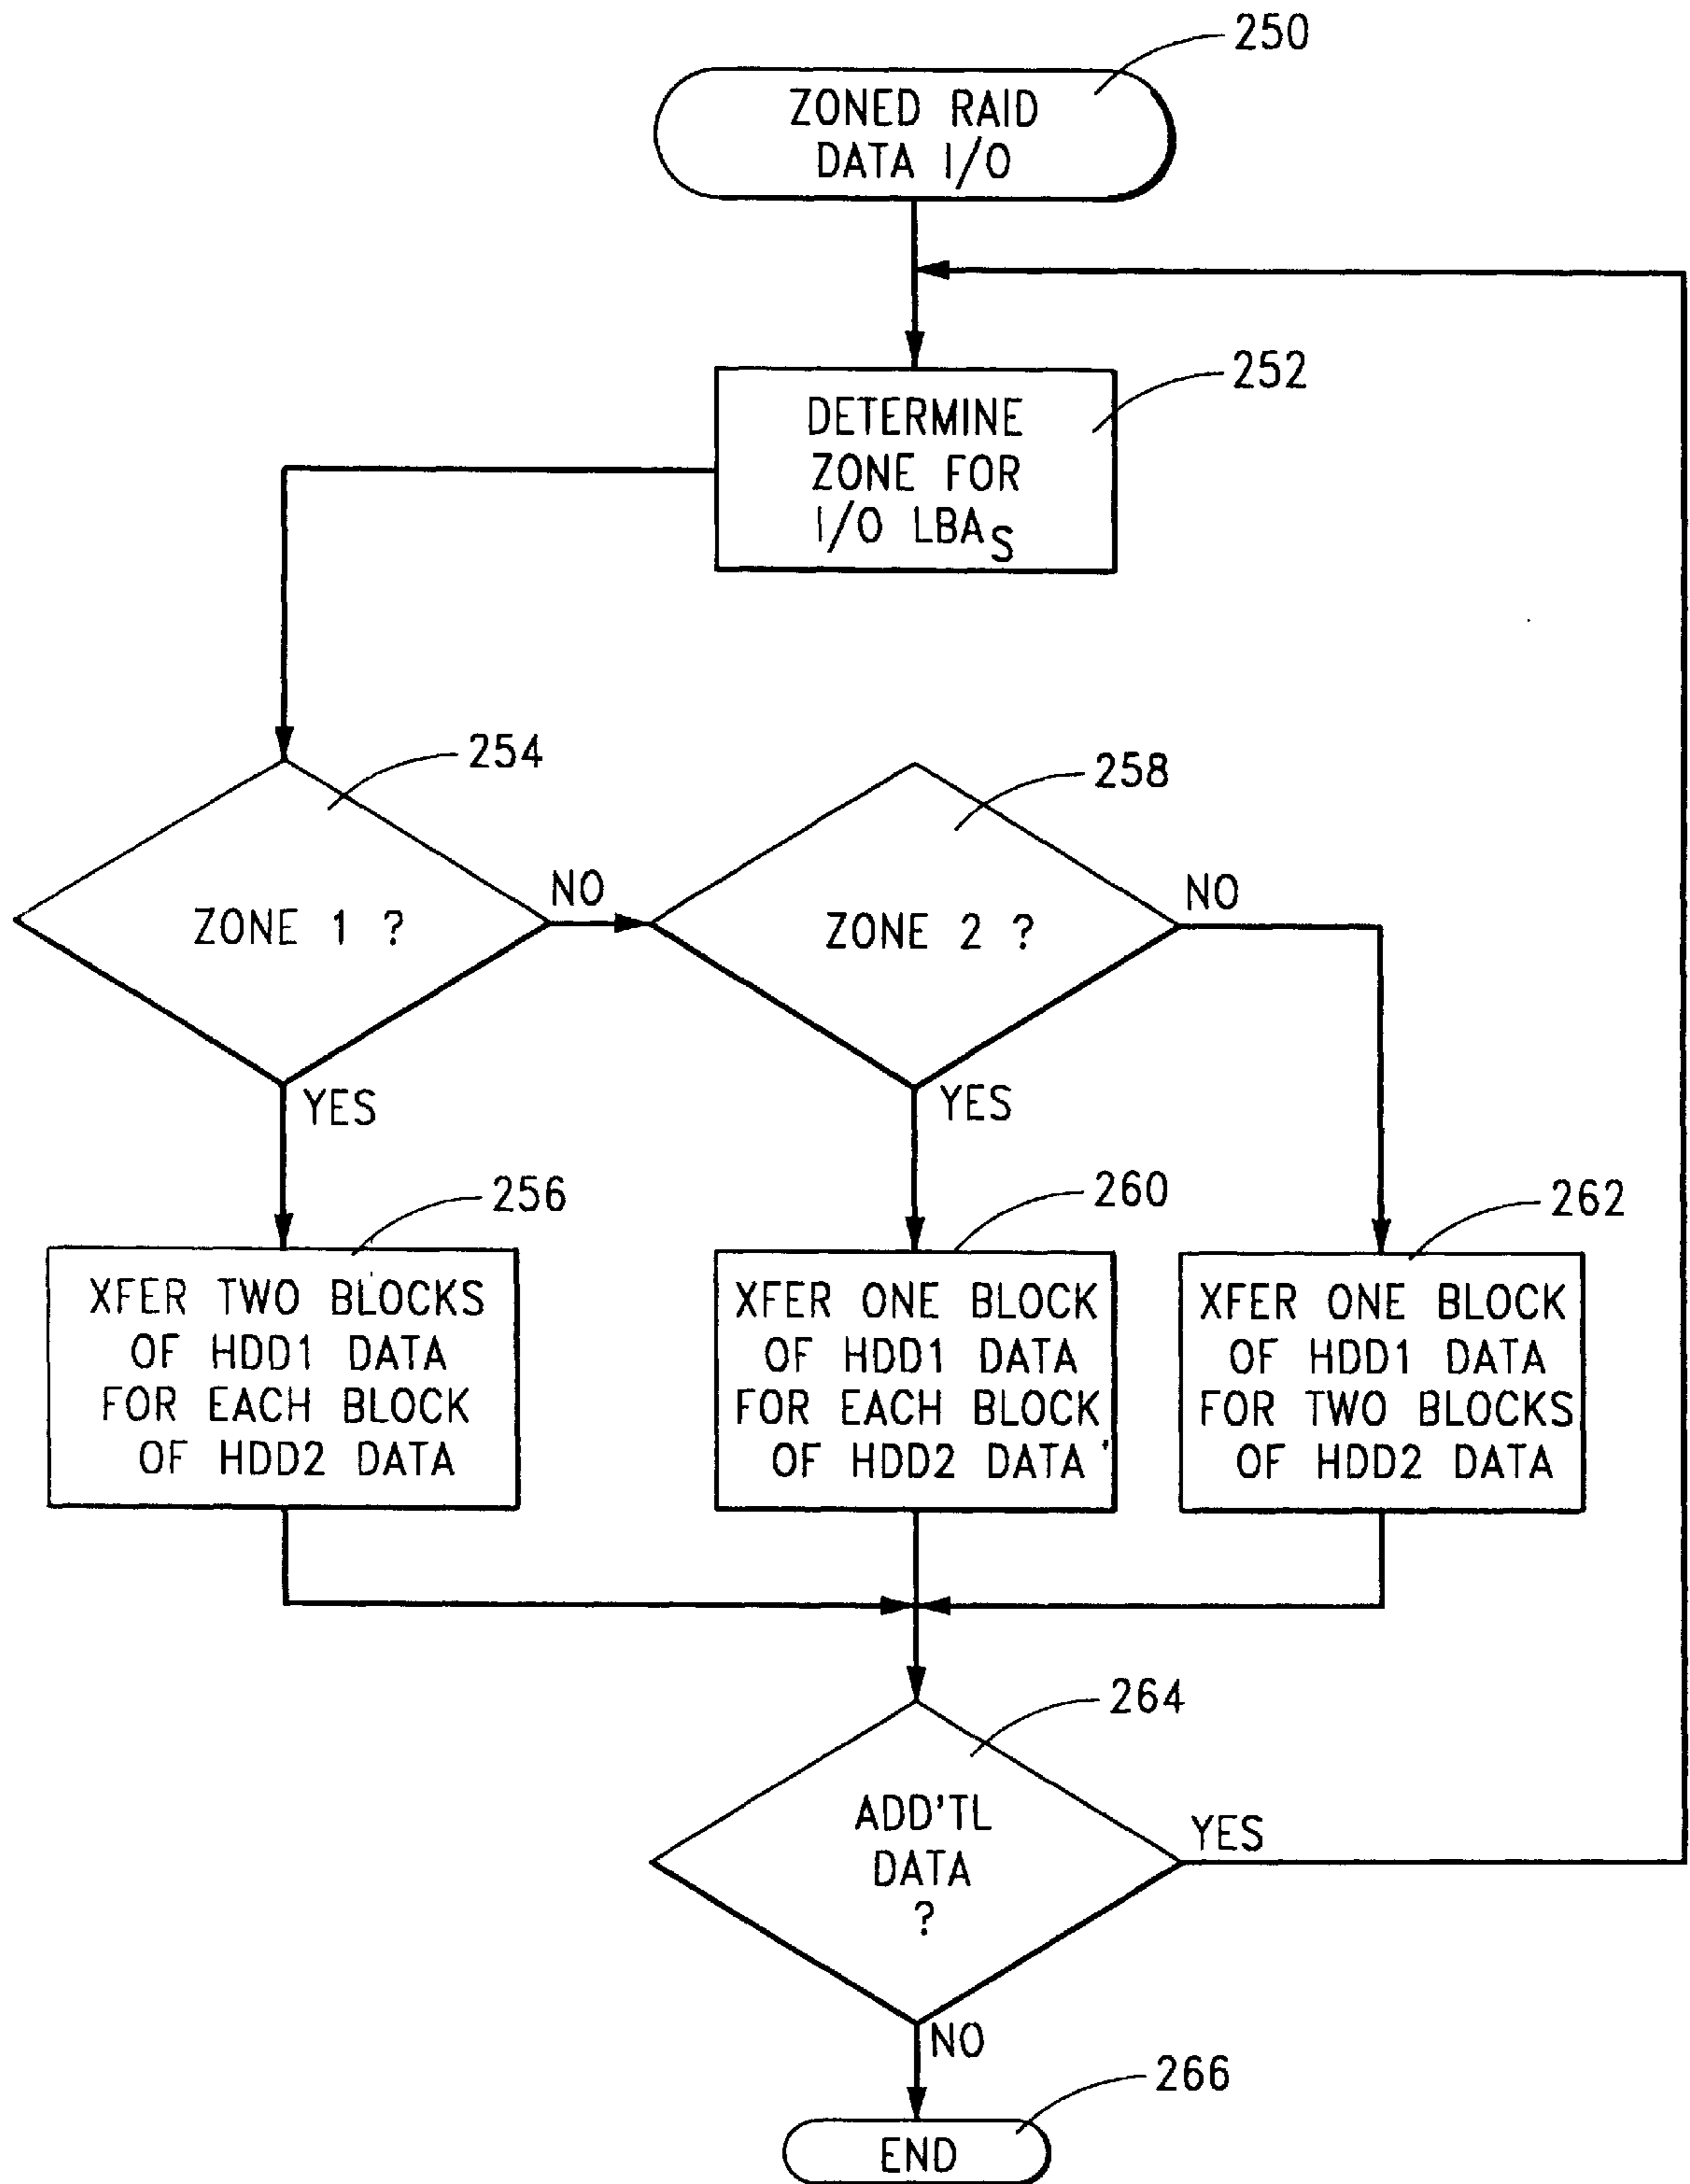 250
ZONED RAID
DATA I/O
252
DETERMINE
ZONE FOR
I/O LBAS
254
258
NO
NO
ZONE 1 ?
ZONE 2 ?
YES
YES
256
260
262
XFER TWO BLOCKS
OF HDD1 DATA
FOR EACH BLOCK
OF HDD2 DATA
XFER ONE BLOCK
OF HDD1 DATA
FOR EACH BLOCK
OF HDD2 DATA
XFER ONE BLOCK
OF HDD1 DATA
FOR TWO BLOCKS
OF HDD2 DATA
264
ADD'TL
DATA
?
YES
NO
266
END